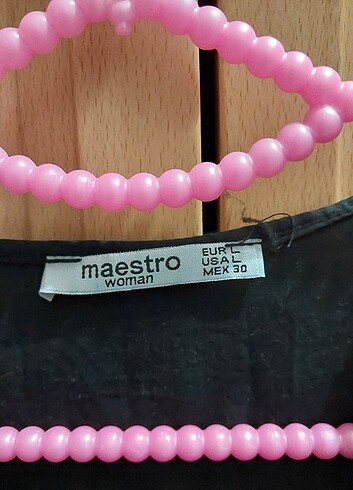 maestro
woman
EUR L
USA L
MEX 30